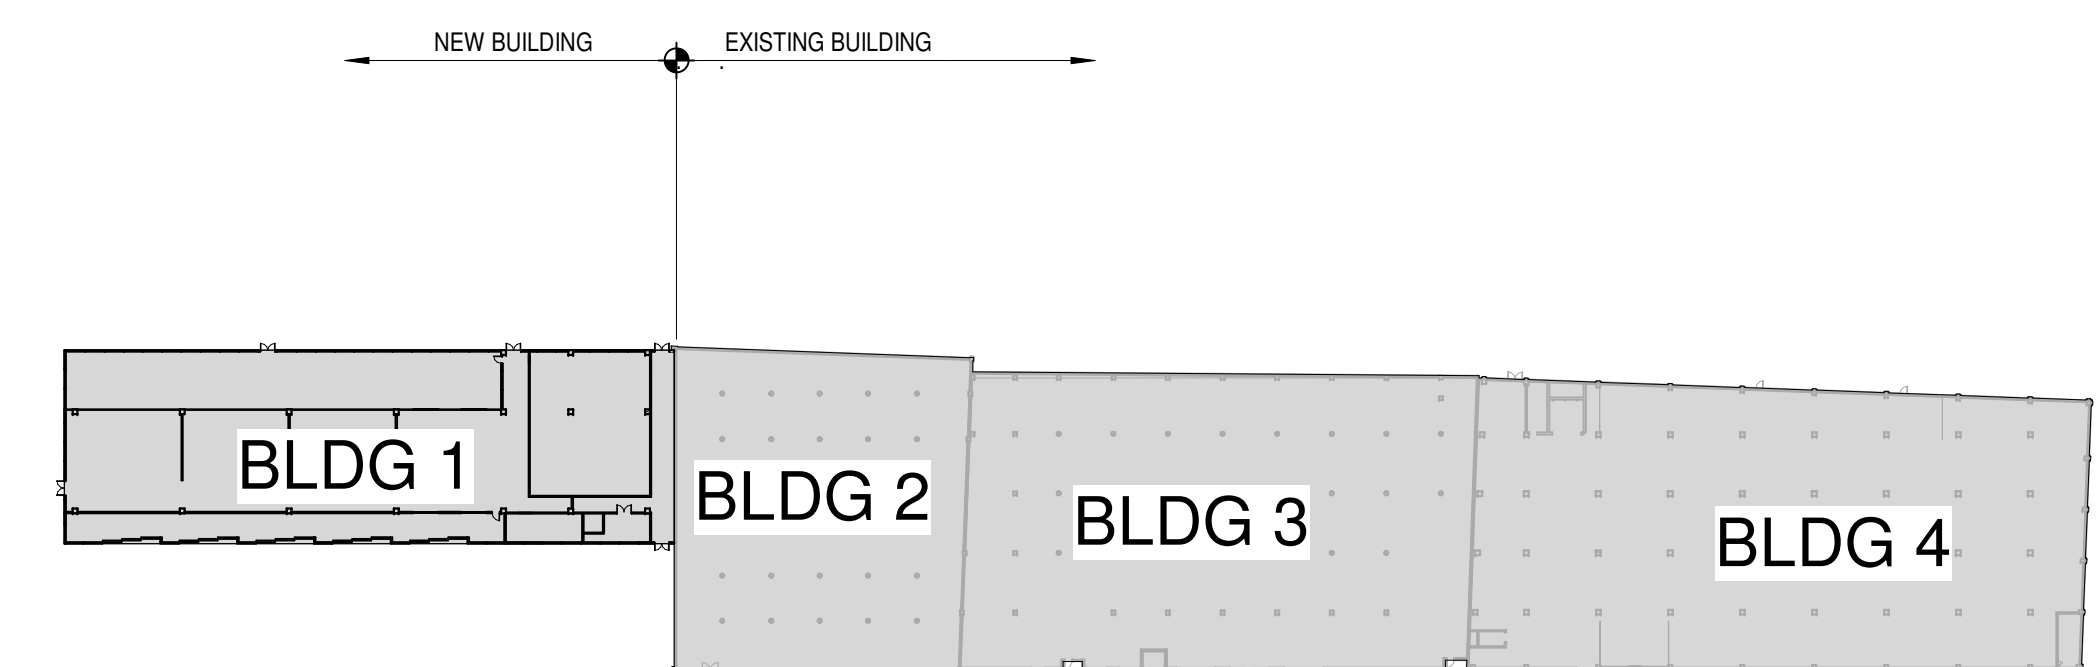 NEW BUILDING
EXISTING BUILDING
BLDG 1
BLDG 2
BLDG 3
BLDG 4